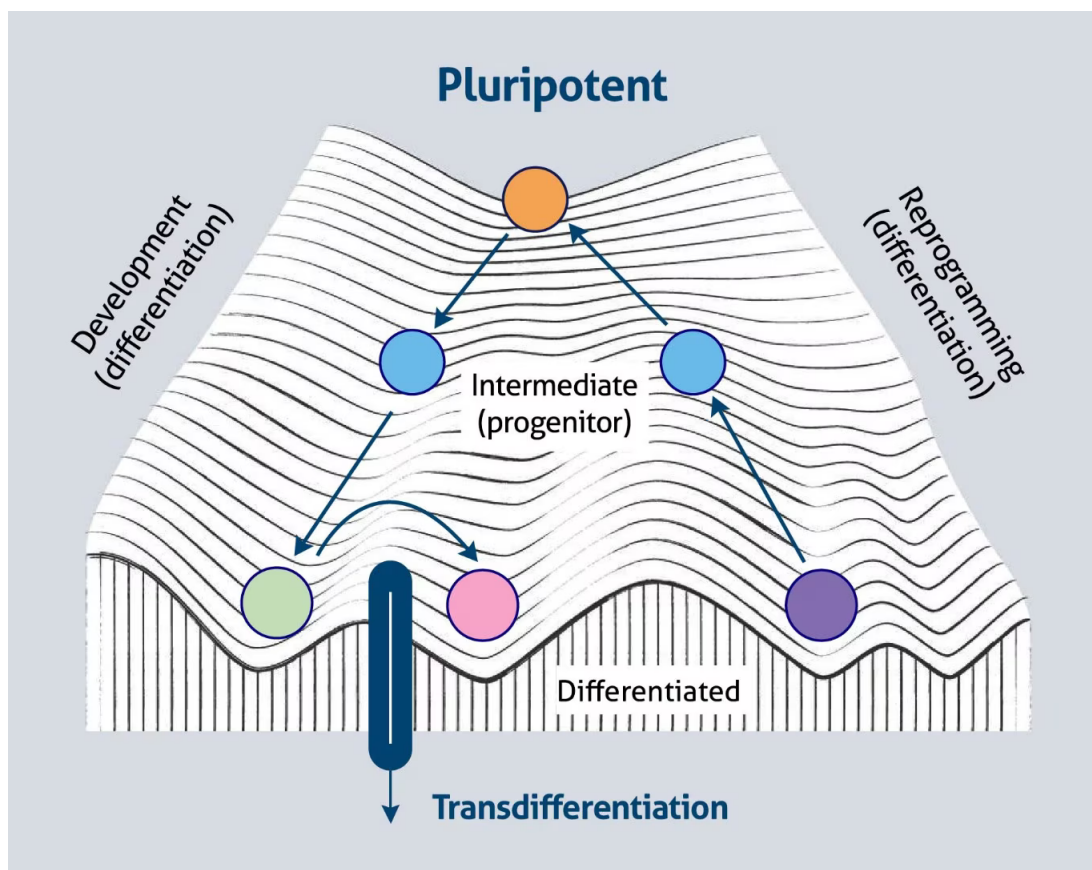 Pluripotent
Development
(differentiation)
Reprogramming
(differentiation)
Intermediate
(progenitor)
Differentiated
Transdifferentiation